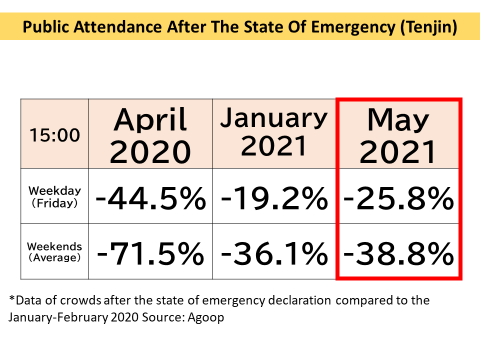 Public Attendance After The State Of Emergency (Tenjin)
15:00
April
2020
January
2021
May
2021
Weekday
(Friday)
-44.5%
-19.2%
-25.8%
Weekends
(Average)
-71.5%
-36.1%
-38.8%
*Data of crowds after the state of emergency declaration compared to the
January-February 2020 Source: Agoop